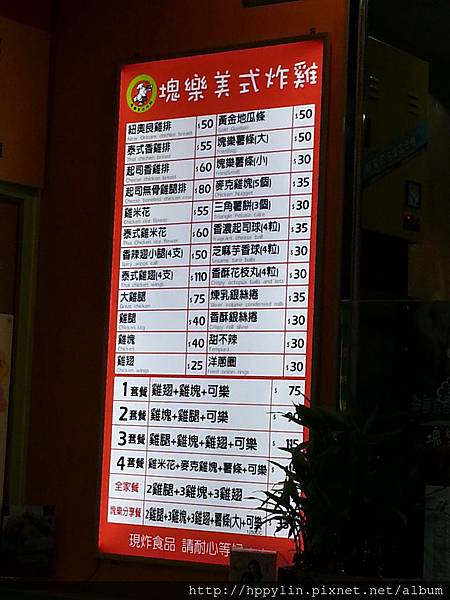 塊樂美式炸雞
紐奧良雞排 $50 黃金地瓜條 $50
泰式香雞排 $55 塊樂薯條(大) $50
起司香雞排 $60 塊樂薯條(小) $30
起司無骨雞腿排 $80 麥克雞塊(5個) $35
雞米花 $55 三角薯餅(3個) $30
泰式雞米花 $60 香濃起司球(4粒) $35
香辣翅小腿(4支) $50 芝麻芋香球(4粒) $30
泰式雞翅(4支) $110 香酥花枝丸(4粒) $30
大雞腿 $75 煉乳銀絲捲 $35
雞腿 $40 香酥銀絲捲 $30
雞塊 $40 甜不辣 $30
雞翅 $25 洋蔥圈 $30
1套餐 雞翅+雞塊+可樂 $75
2套餐 雞腿+雞塊+可樂 $
3套餐 雞腿+雞塊+雞翅+可樂 115
4套餐 雞米花+麥克雞塊+薯條+可樂 $
全家餐 2雞腿+3雞塊+3雞翅
塊樂分享餐 2雞腿+3雞塊+3雞翅+薯條(大)+可樂
現炸食品 請耐心等候
http://hppylin.pixnet.net/album